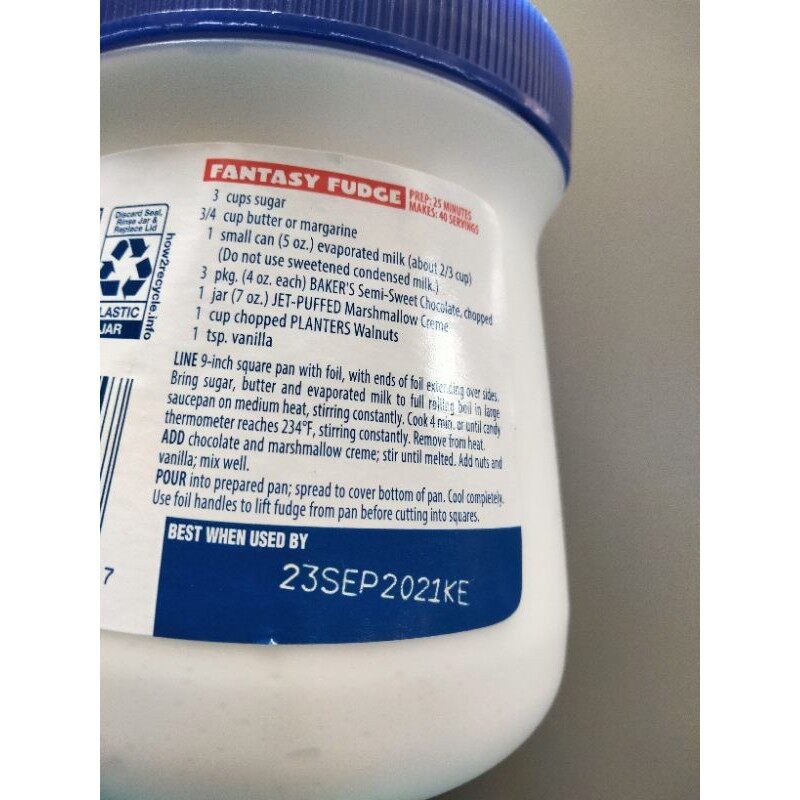 FANTASY FUDGE
PREP: 25 MINUTES
MAKES: 40 SERVINGS
3 cups sugar
3/4 cup butter or margarine
1 small can (5 oz.) evaporated milk (about 2/3 cup)
(Do not use sweetened condensed milk.)
3 pkg. (4 oz. each) BAKER'S Semi-Sweet Chocolate, chopped
1 jar (7 oz.) JET-PUFFED Marshmallow Creme
1 cup chopped PLANTERS Walnuts
1 tsp. vanilla
LINE 9-inch square pan with foil, with ends of foil extending over sides.
Bring sugar, butter and evaporated milk to full rolling boil in large
saucepan on medium heat, stirring constantly. Cook 4 min. or until candy
thermometer reaches 234°F, stirring constantly. Remove from heat.
ADD chocolate and marshmallow creme; stir until melted. Add nuts and
vanilla; mix well.
POUR into prepared pan; spread to cover bottom of pan. Cool completely.
Use foil handles to lift fudge from pan before cutting into squares.
BEST WHEN USED BY
23SEP2021KE
Discard Seal,
Rinse Jar &
Replace Lid
LASTIC
JAR
how2recycle.info
7